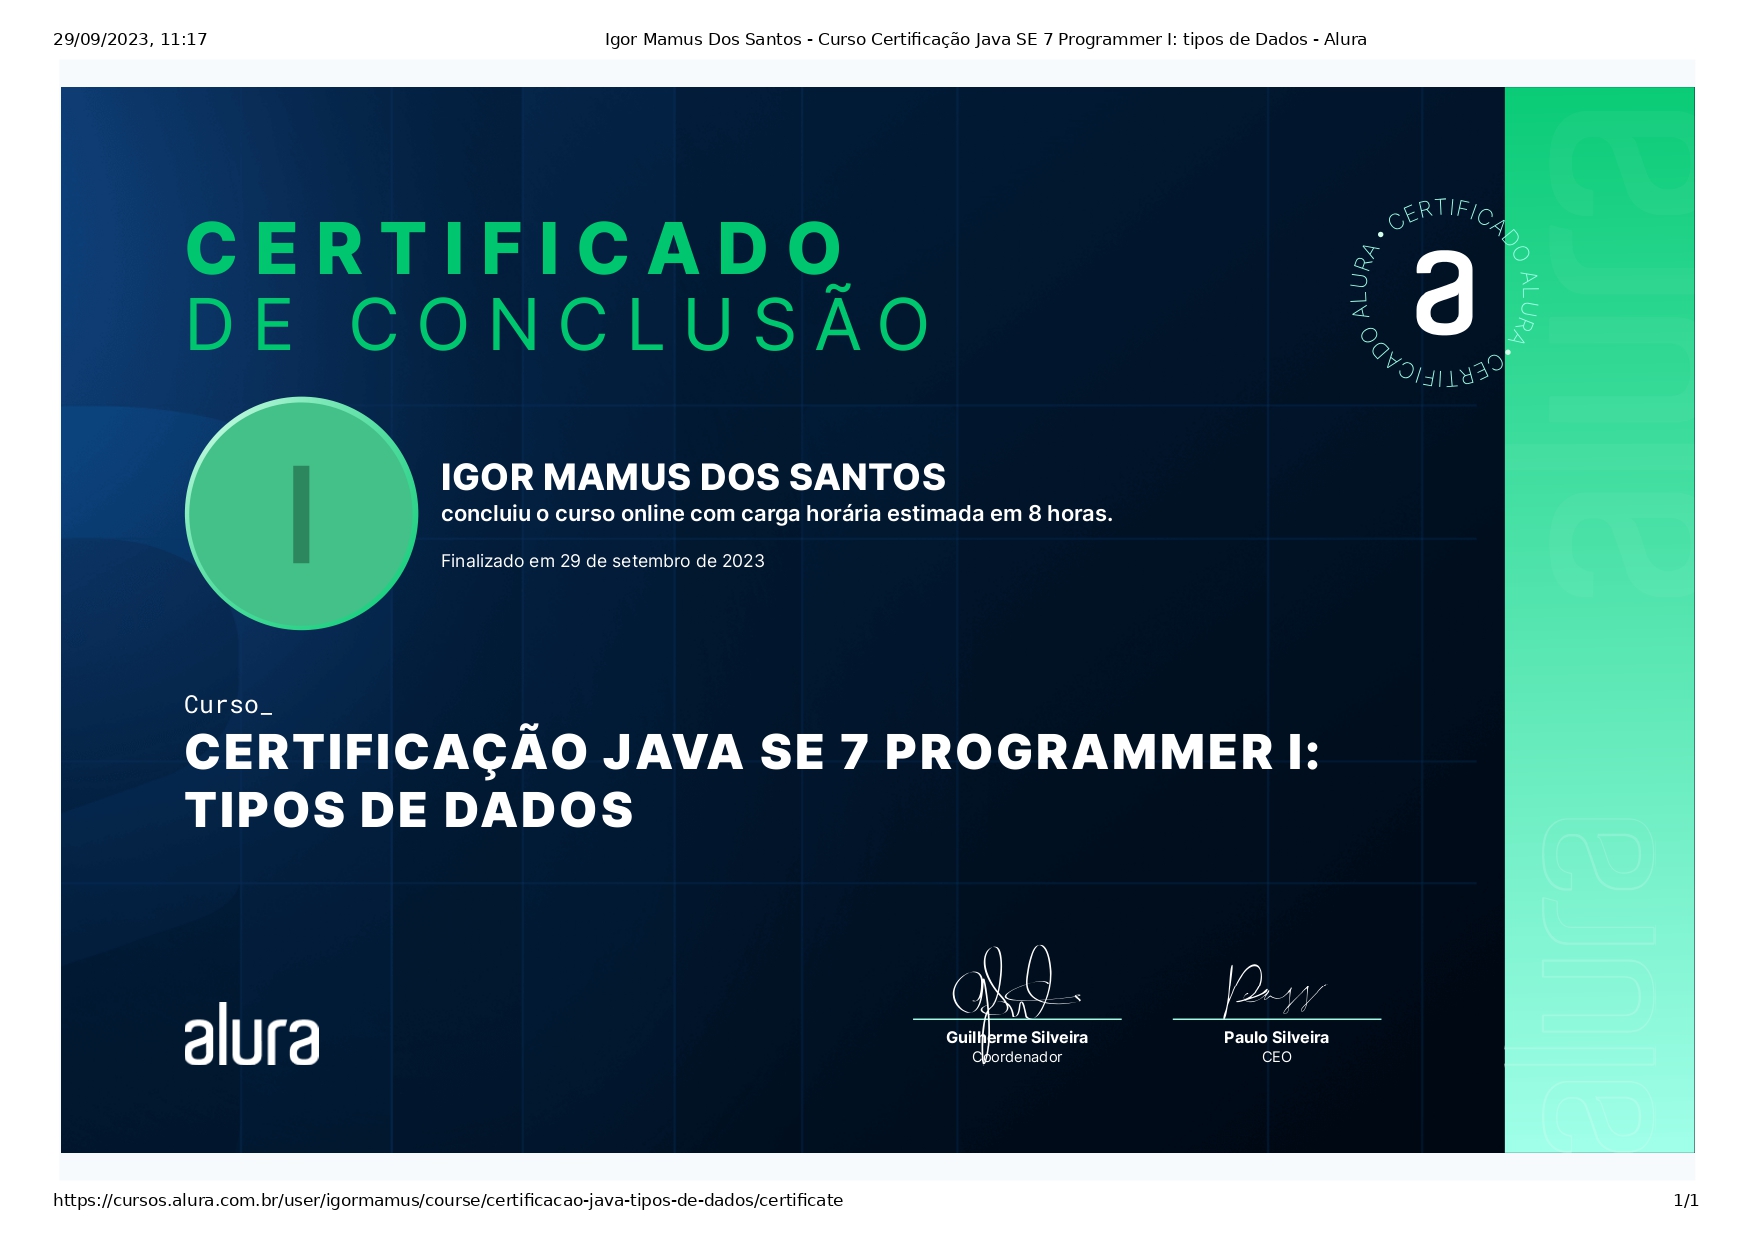 29/09/2023, 11:17
Igor Mamus Dos Santos - Curso Certificação Java SE 7 Programmer I: tipos de Dados - Alura
CERTIFICADO
DE CONCLUSÃO
CERTIFICADO ALURA • CERTIFICADO ALURA •
a
I
IGOR MAMUS DOS SANTOS
concluiu o curso online com carga horária estimada em 8 horas.
Finalizado em 29 de setembro de 2023
Curso_
CERTIFICAÇÃO JAVA SE 7 PROGRAMMER I:
TIPOS DE DADOS
alura
Guilherme Silveira
Coordenador
Paulo Silveira
CEO
alura
alura
https://cursos.alura.com.br/user/igormamus/course/certificacao-java-tipos-de-dados/certificate
1/1